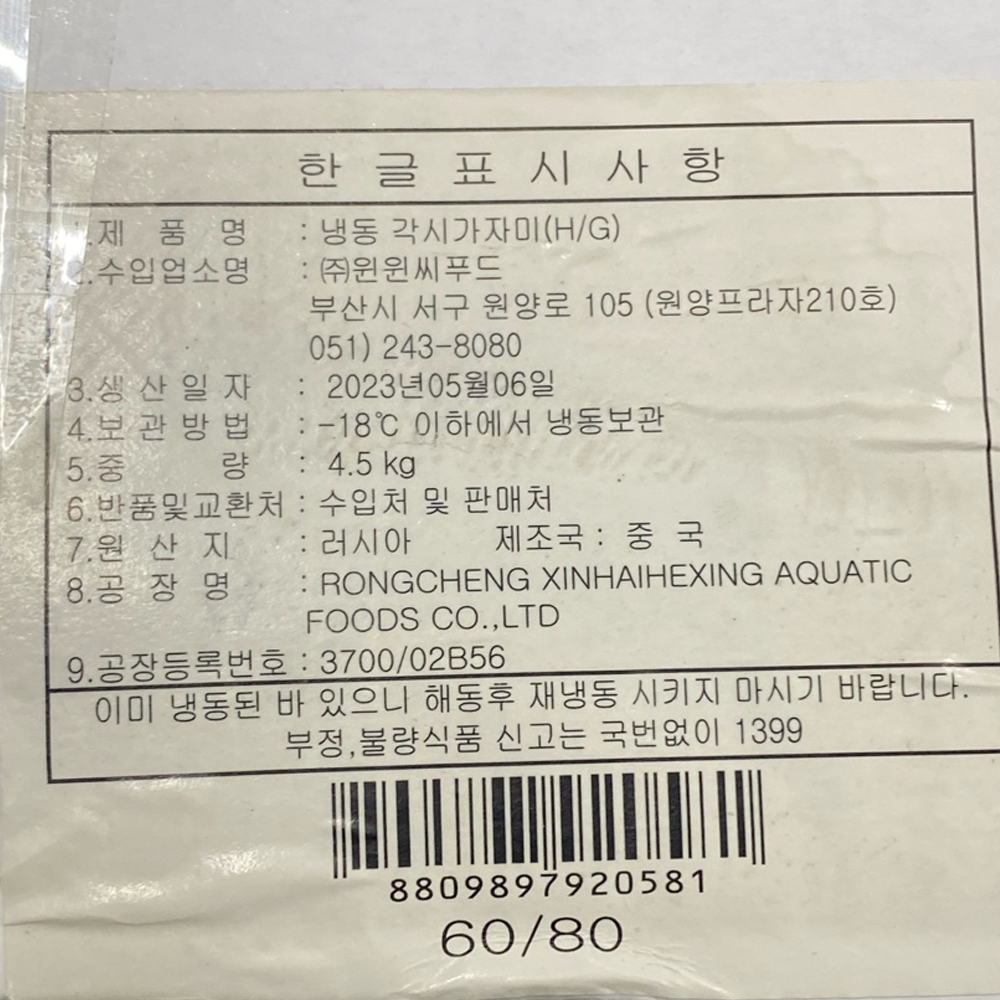 한글표시사항
1.제 품 명 : 냉동 각시가자미(H/G)
2.수입업소명 : ㈜윈윈씨푸드
부산시 서구 원양로 105 (원양프라자210호)
051) 243-8080
3.생 산 일 자 : 2023년05월06일
4.보 관 방 법 : -18℃ 이하에서 냉동보관
5.중 량 : 4.5 kg
6.반품및교환처 : 수입처 및 판매처
7.원 산 지 : 러시아 제조국 : 중 국
8.공 장 명 : RONGCHENG XINHAIHEXING AQUATIC
FOODS CO.,LTD
9.공장등록번호 : 3700/02B56
이미 냉동된 바 있으니 해동후 재냉동 시키지 마시기 바랍니다.
부정,불량식품 신고는 국번없이 1399
8809897920581
60/80